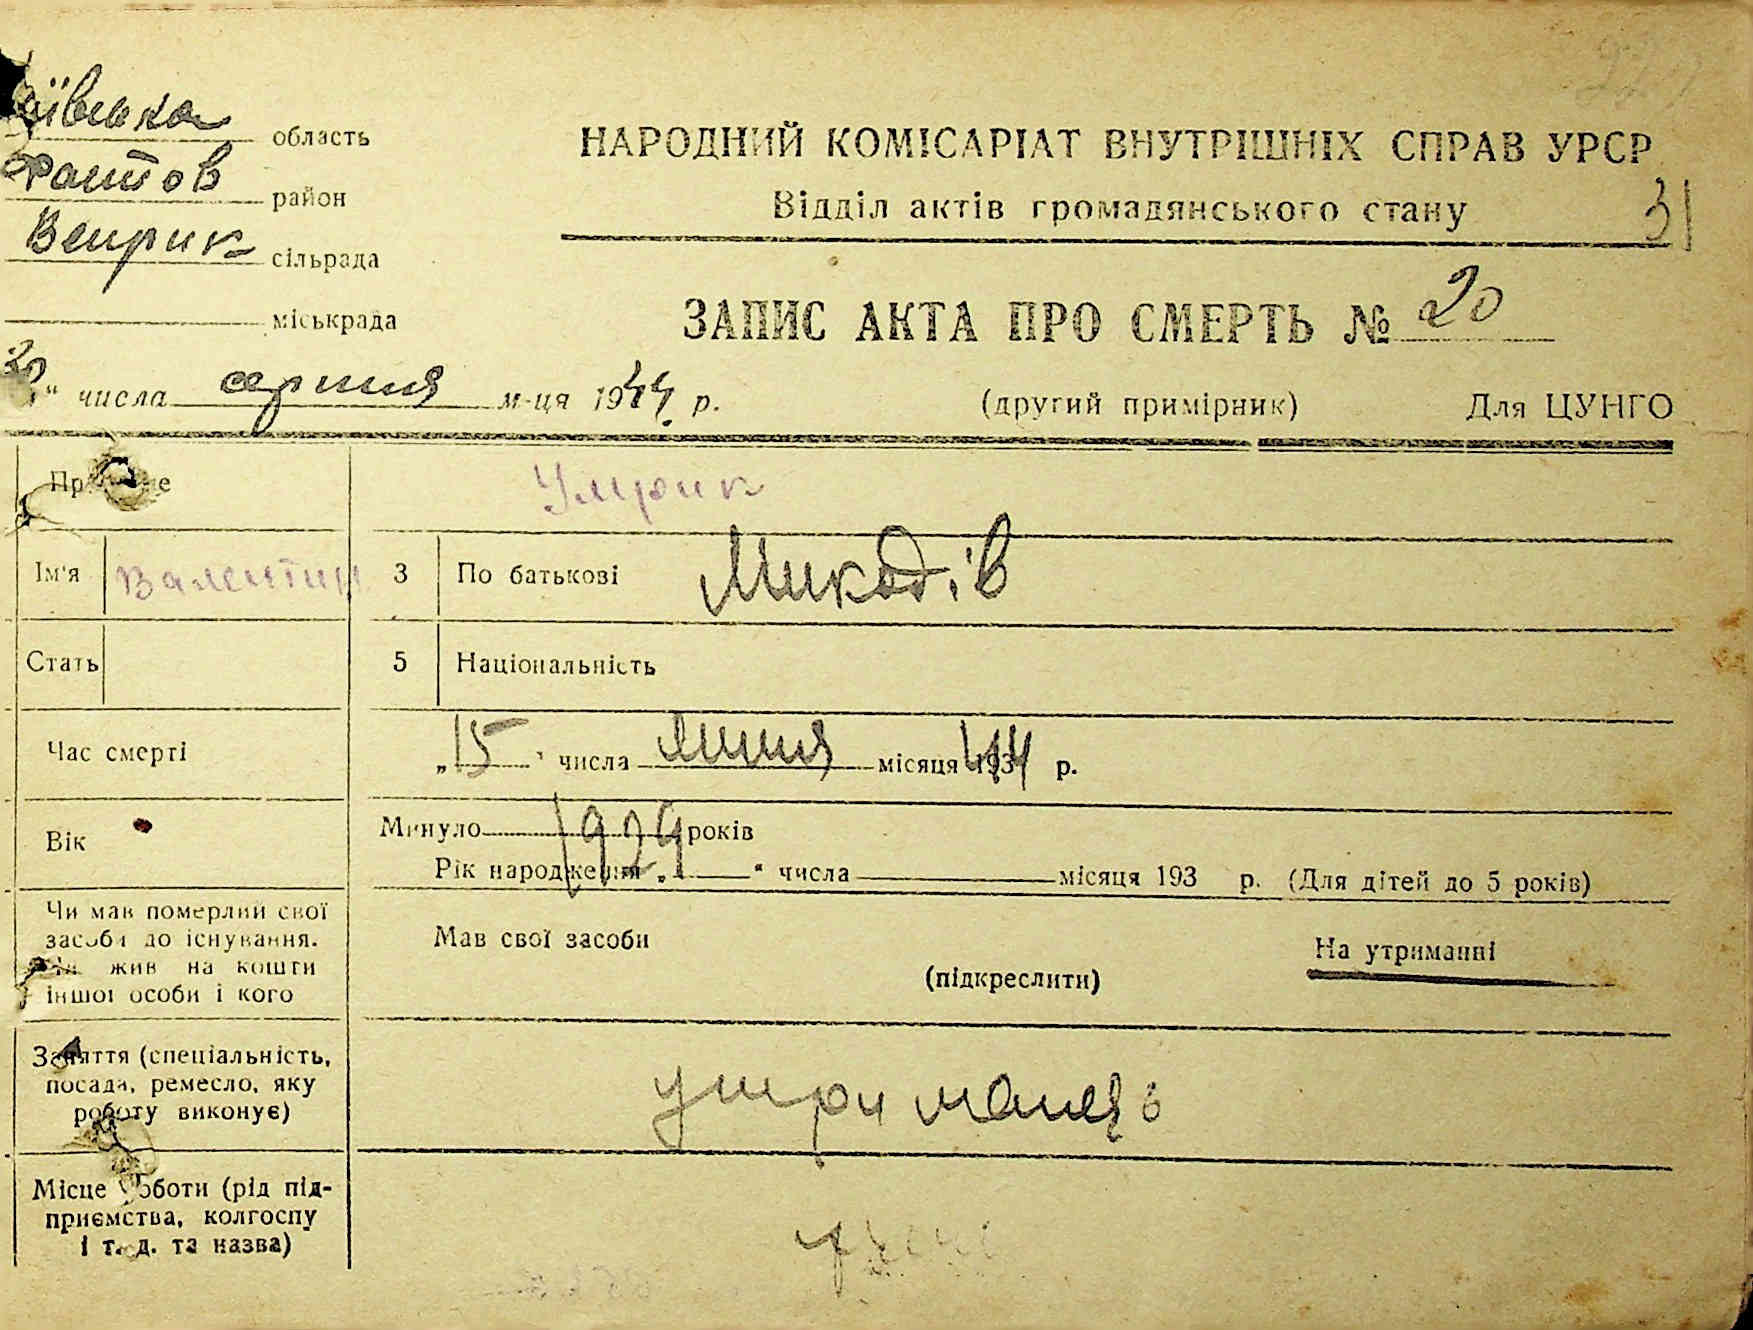 ївська область
Фастов район
Веприк сільрада
міськрада
НАРОДНИЙ КОМІСАРІАТ ВНУТРІШНІХ СПРАВ УРСР
Відділ актів громадянського стану
31
ЗАПИС АКТА ПРО СМЕРТЬ № 20
" числа серпня м-ця 1944 р.
(другий примірник) Для ЦУНГО
Умрик
Ім'я Валентин 3 По батькові
Стать 5 Національність
Час смерті „15" числа липня місяця 1944 р.
Вік Минуло 1929 років
Рік народження „ " числа місяця 193 р. (Для дітей до 5 років)
Чи мав померлий свої
засоби до існування.
жив на кошти
іншої особи і кого
Мав свої засоби
(підкреслити)
На утриманні
Заняття (спеціальність,
посада, ремесло, яку
роботу виконує)
утриманец
Місце роботи (рід під-
приємства, колгоспу
і т. д. та назва)